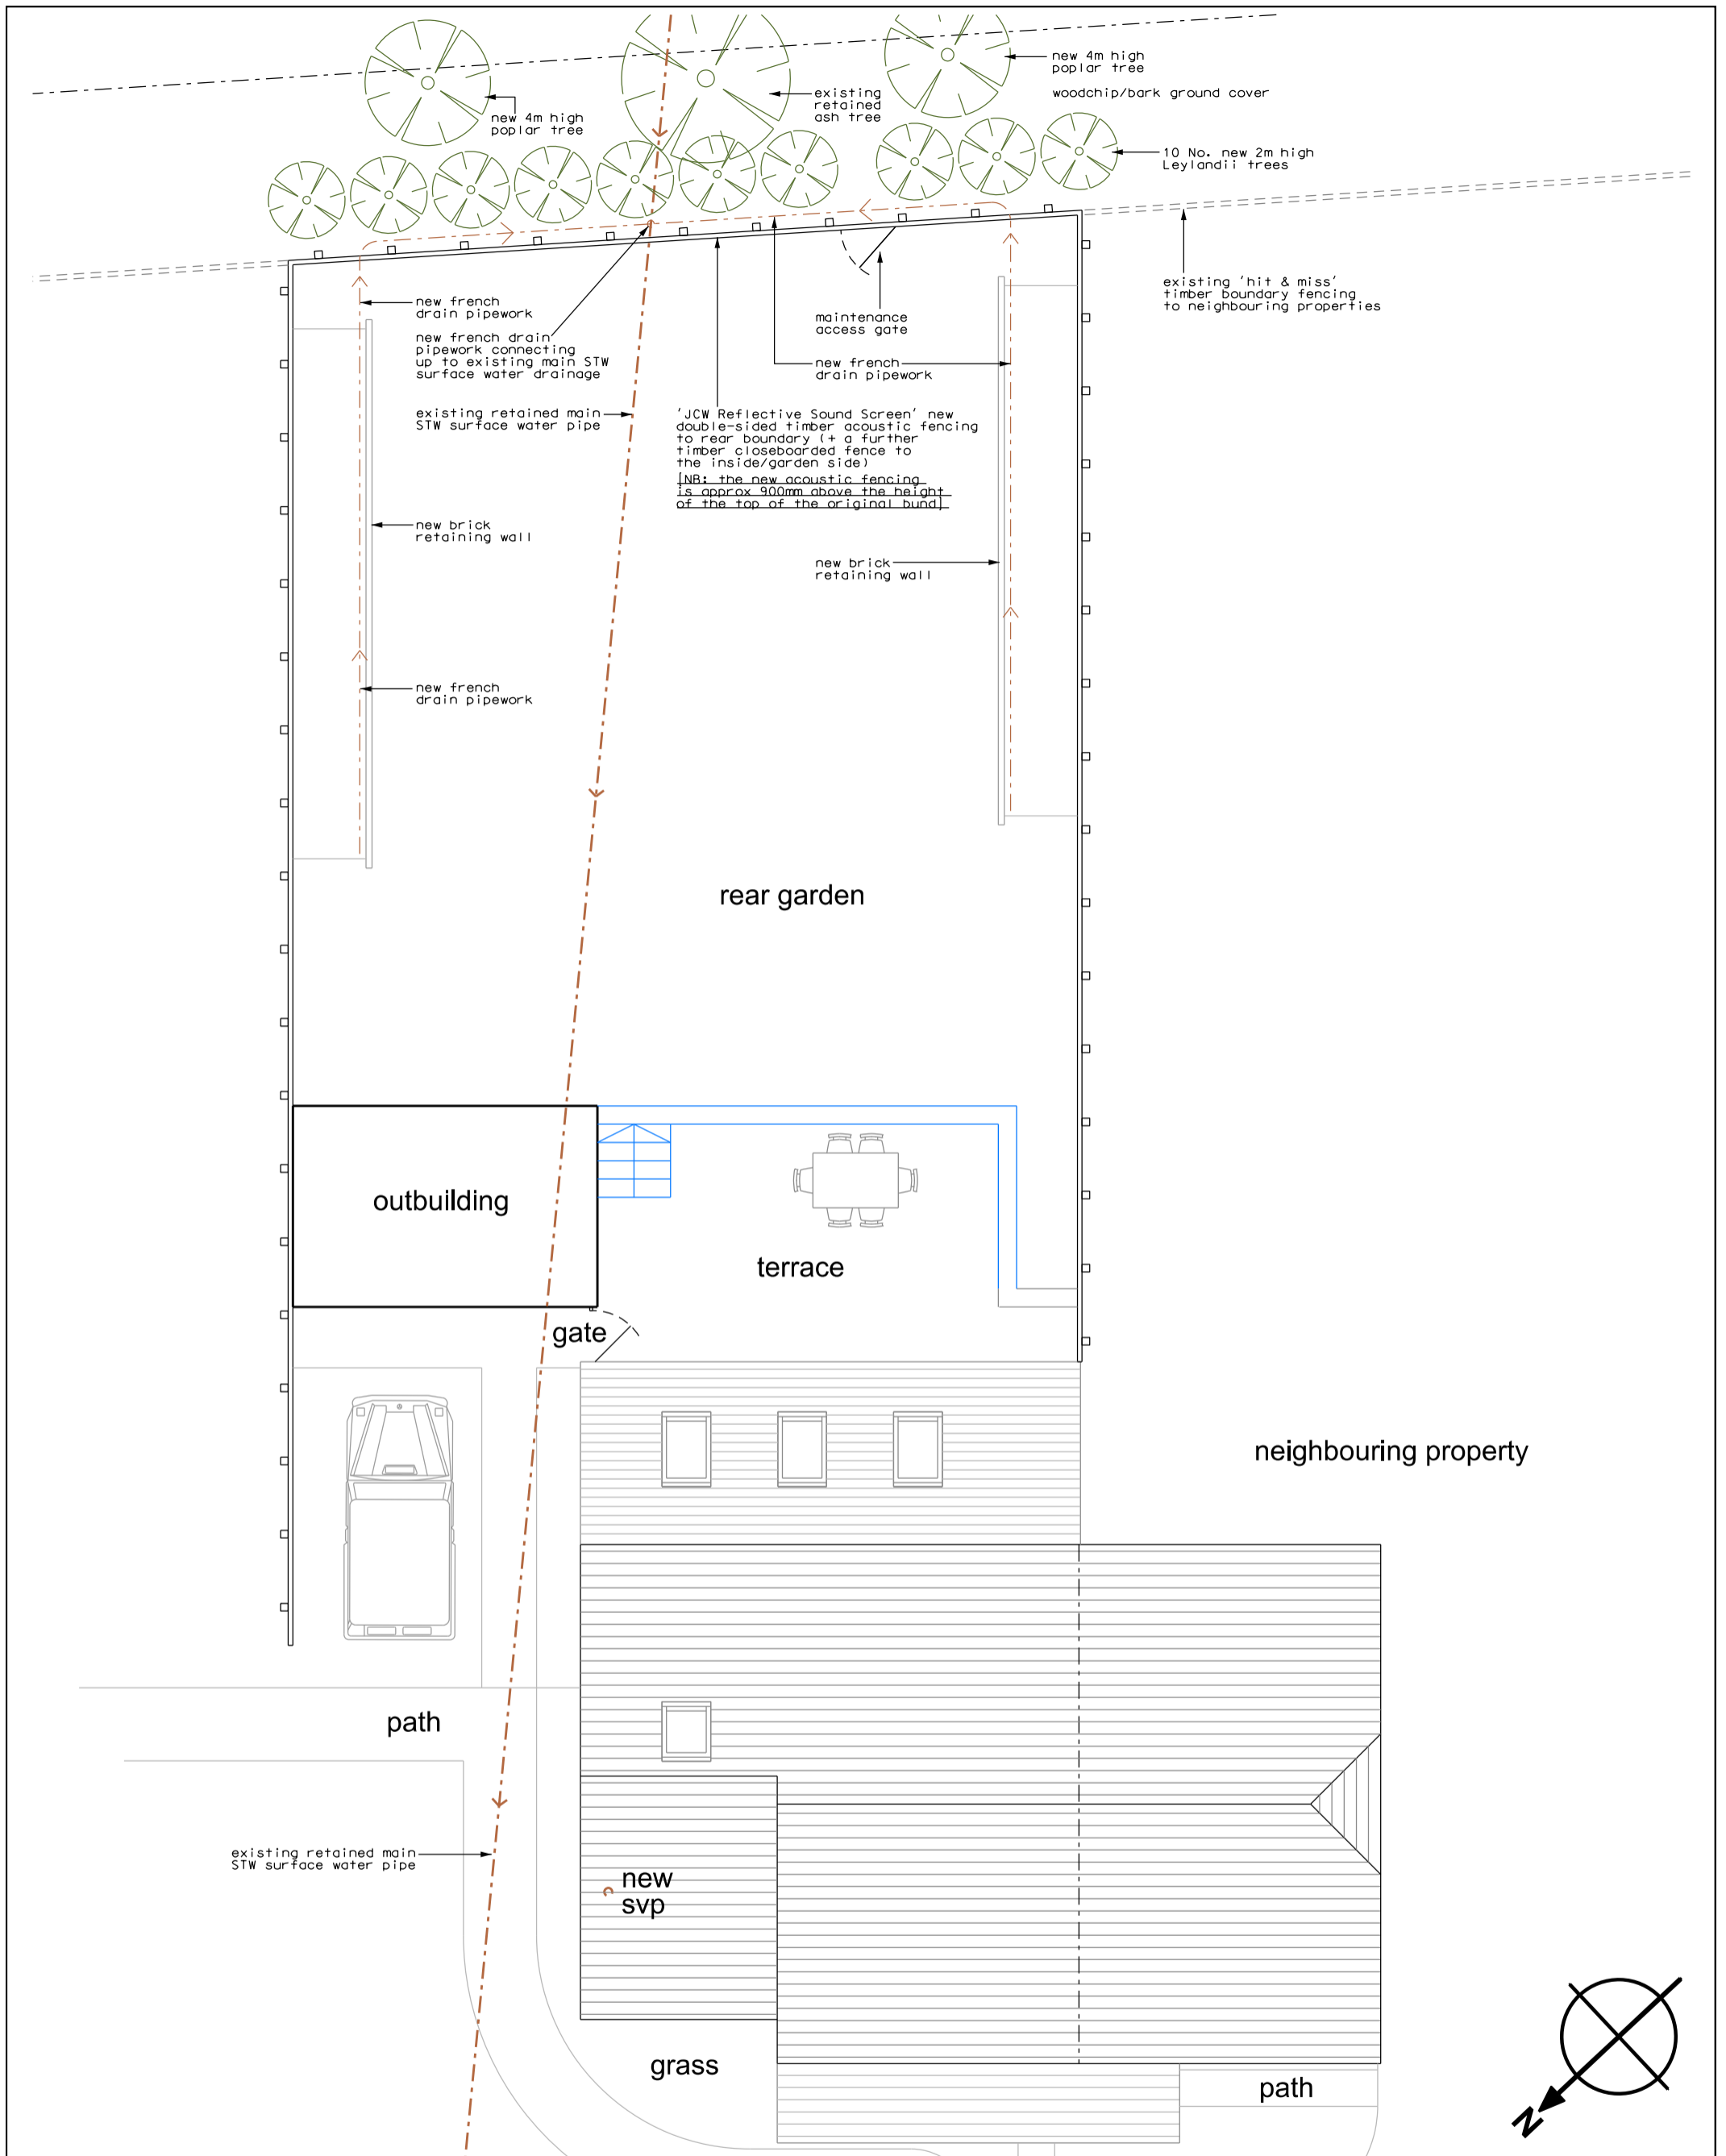 new 4m high
poplar tree
woodchip/bark ground cover
existing
retained
ash tree
new 4m high
poplar tree
10 No. new 2m high
Leylandii trees
existing 'hit & miss'
timber boundary fencing
to neighbouring properties
new french
drain pipework
maintenance
access gate
new french drain
pipework connecting
up to existing main STW
surface water drainage
new french
drain pipework
existing retained main
STW surface water pipe
'JCW Reflective Sound Screen' new
double-sided timber acoustic fencing
to rear boundary (+ a further
timber closeboarded fence to
the inside/garden side)
[NB: the new acoustic fencing
is approx 900mm above the height
of the top of the original bund]
new brick
retaining wall
new brick
retaining wall
new french
drain pipework
rear garden
outbuilding
terrace
gate
neighbouring property
path
existing retained main
STW surface water pipe
new
svp
grass
path
N